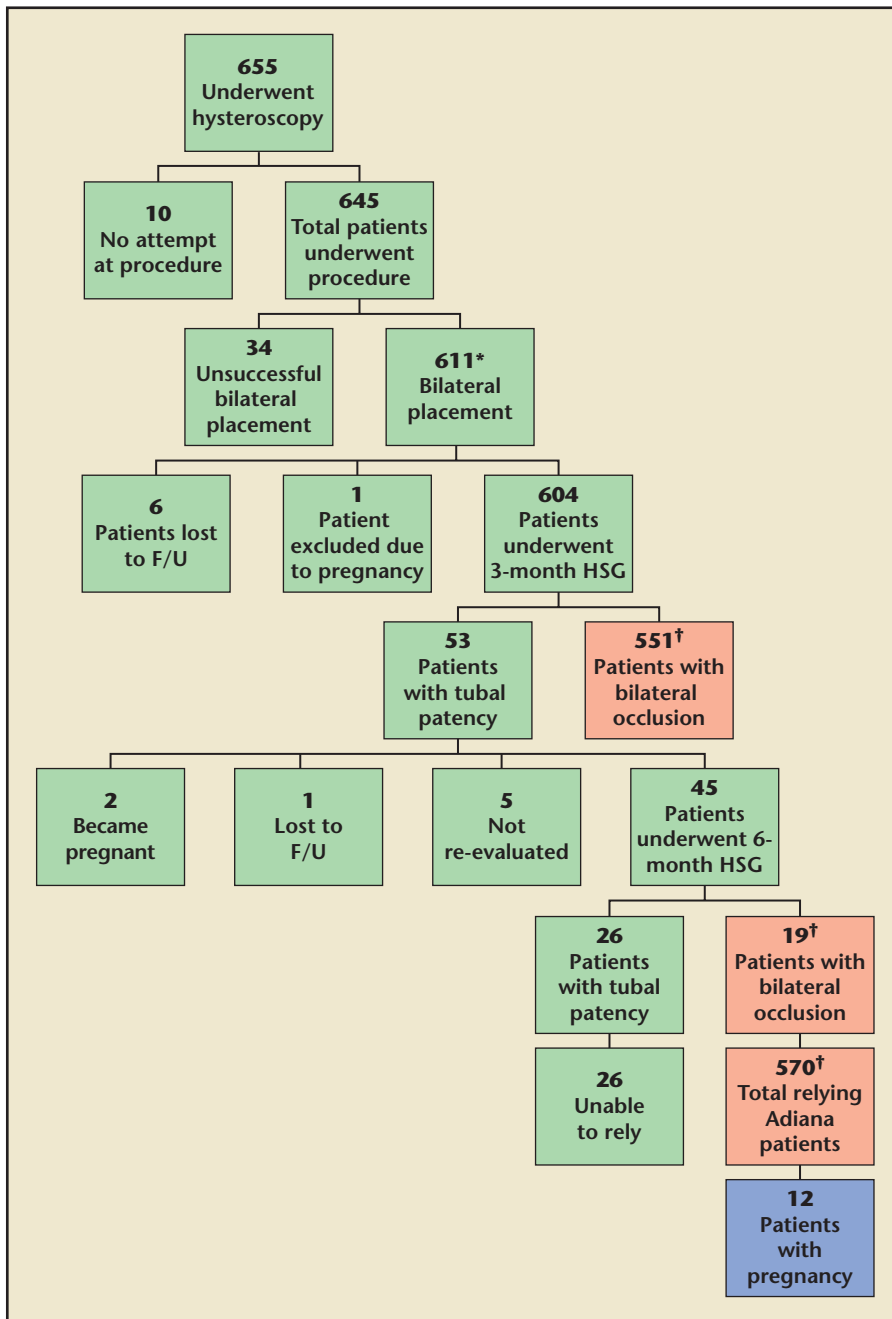 655
Underwent
hysteroscopy
10
No attempt
at procedure
645
Total patients
underwent
procedure
34
Unsuccessful
bilateral
placement
611*
Bilateral
placement
6
Patients lost
to F/U
1
Patient
excluded due
to pregnancy
604
Patients
underwent
3-month HSG
53
Patients
with tubal
patency
551†
Patients with
bilateral
occlusion
2
Became
pregnant
1
Lost to
F/U
5
Not
re-evaluated
45
Patients
underwent 6-
month HSG
26
Patients
with tubal
patency
19†
Patients with
bilateral
occlusion
26
Unable
to rely
570†
Total relying
Adiana
patients
12
Patients
with
pregnancy